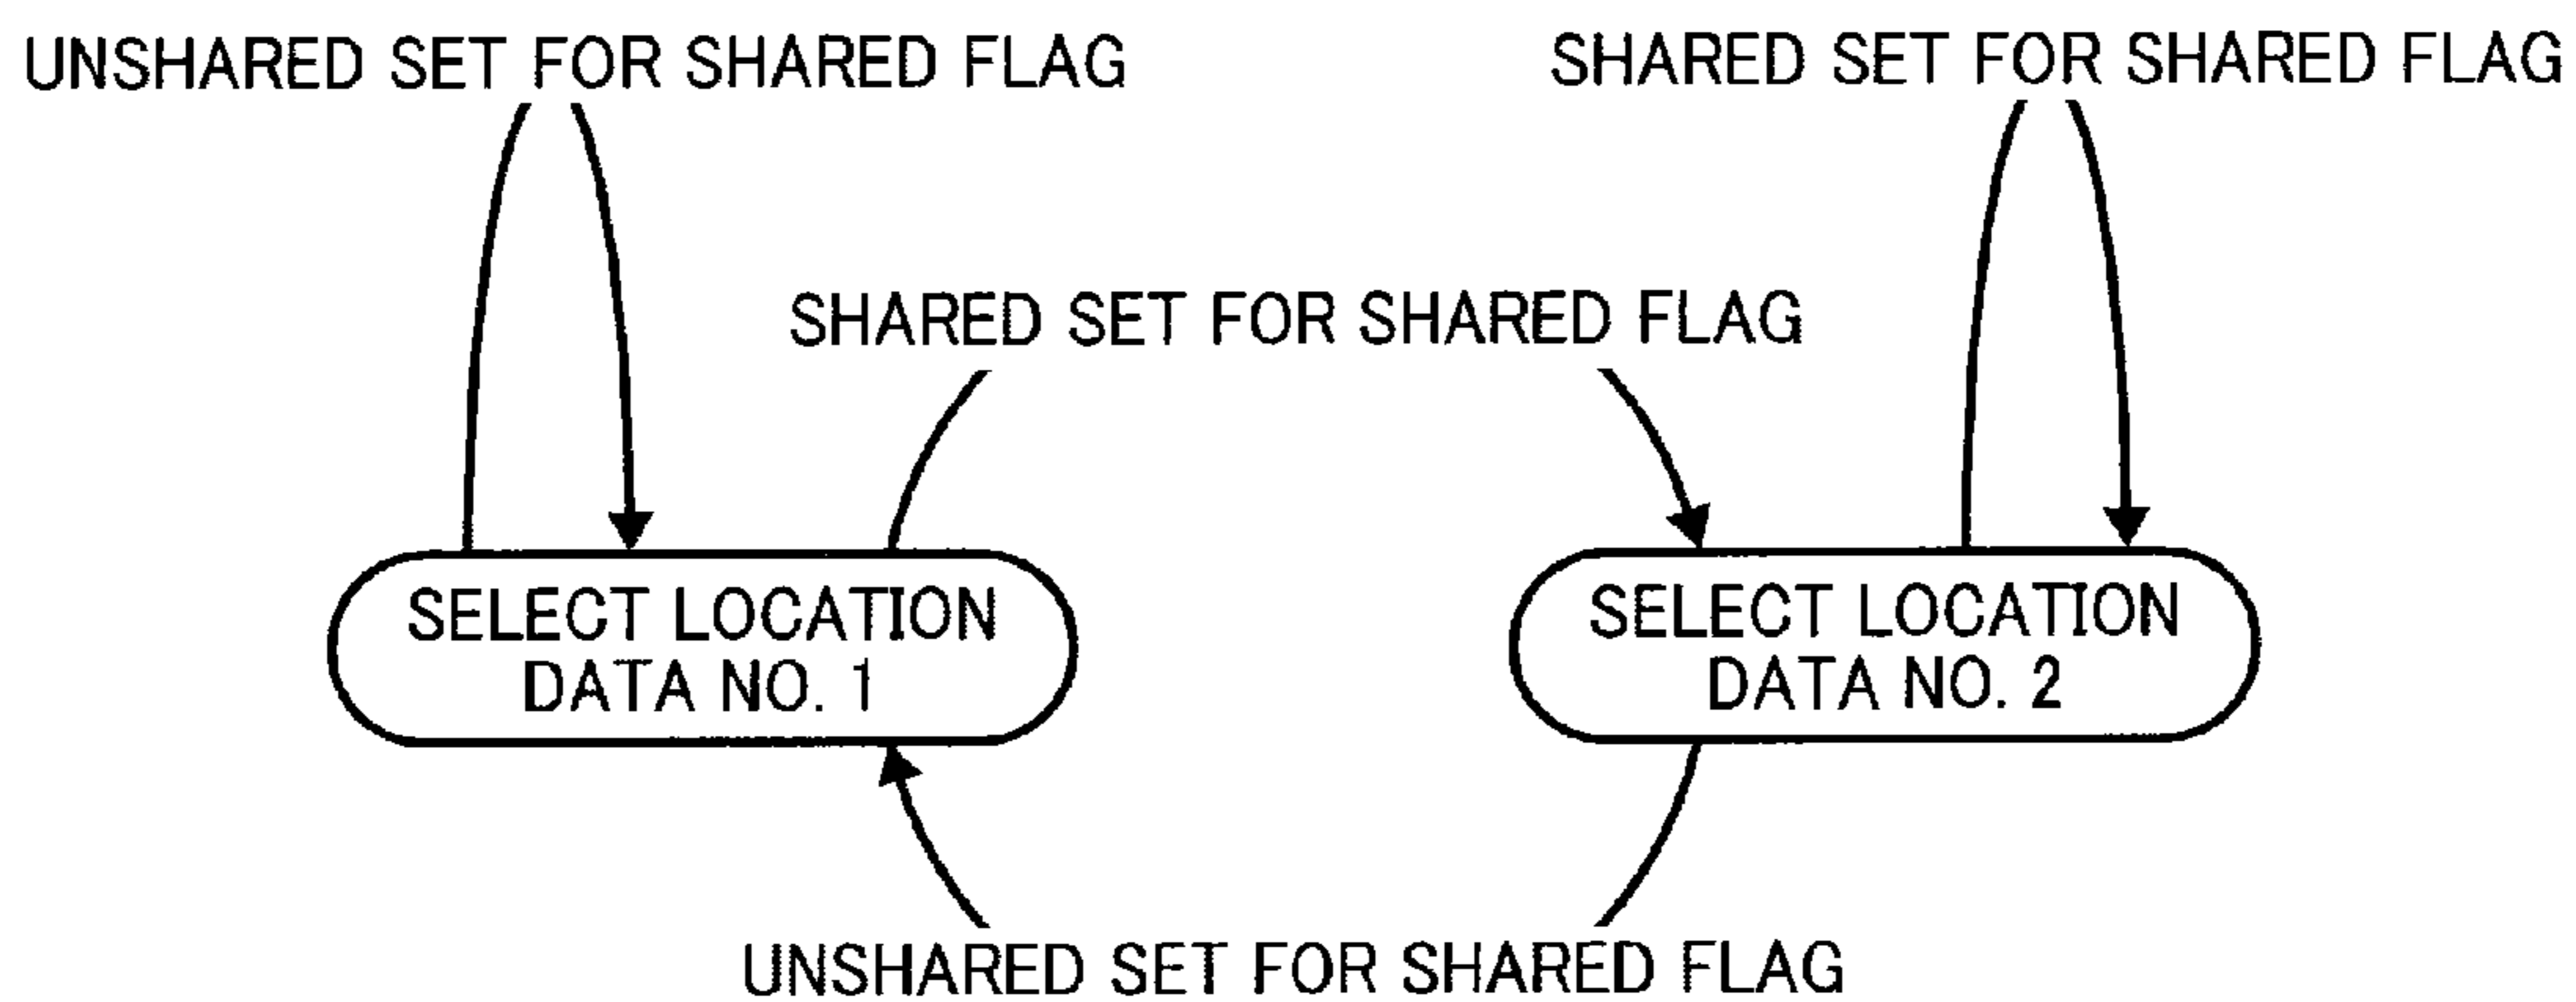 UNSHARED SET FOR SHARED FLAG
SHARED SET FOR SHARED FLAG
SHARED SET FOR SHARED FLAG
SELECT LOCATION
DATA NO. 1
SELECT LOCATION
DATA NO. 2
UNSHARED SET FOR SHARED FLAG